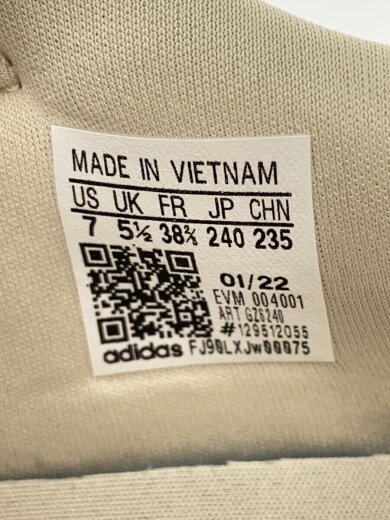 MADE IN VIETNAM
US UK FR JP CHN
7 5½ 38⅔ 240 235
01/22
EVM 004001
ART GZ6240
#129512055
adidas FJ90LXJw00075